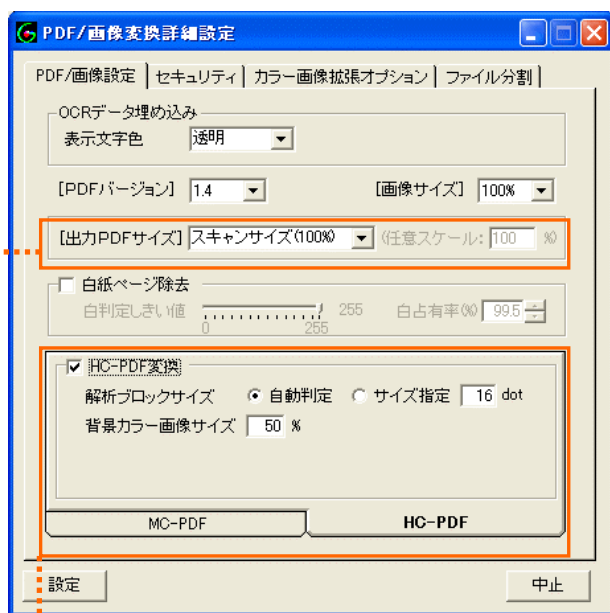 PDF/画像変換詳細設定
PDF/画像設定 セキュリティ カラー画像拡張オプション ファイル分割
OCRデータ埋め込み
表示文字色 透明
[PDFバージョン] 1.4 [画像サイズ] 100%
[出力PDFサイズ] スキャンサイズ(100%) (任意スケール: 100 %)
白紙ページ除去
白判定しきい値 255 白占有率(%) 99.5
0 255
HC-PDF変換
解析ブロックサイズ 自動判定 サイズ指定 16 dot
背景カラー画像サイズ 50 %
MC-PDF HC-PDF
設定 中止